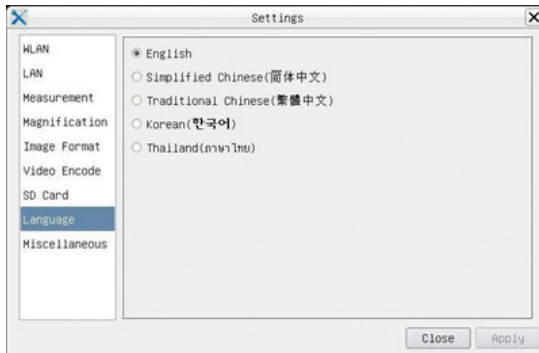 Settings
WLAN
LAN
Measurement
Magnification
Image Format
Video Encode
SD Card
Language
Miscellaneous
English
Simplified Chinese(简体中文)
Traditional Chinese(繁體中文)
Korean(한국어)
Thailand(ภาษาไทย)
Close
Apply